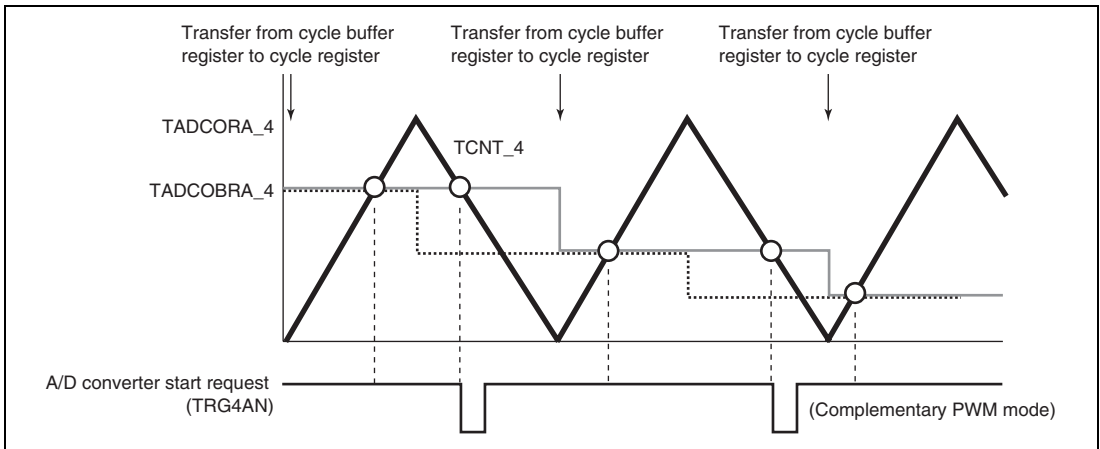 Transfer from cycle buffer
register to cycle register
Transfer from cycle buffer
register to cycle register
Transfer from cycle buffer
register to cycle register
TADCORA_4
TCNT_4
TADCOBRA_4
A/D converter start request
(TRG4AN)
(Complementary PWM mode)